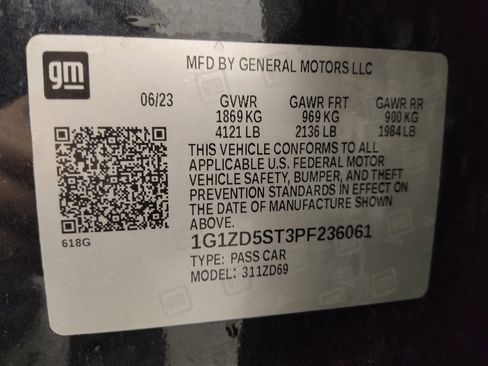 gm
MFD BY GENERAL MOTORS LLC
06/23 GVWR GAWR FRT GAWR RR
1869 KG 969 KG 900 KG
4121 LB 2136 LB 1984 LB
THIS VEHICLE CONFORMS TO ALL
APPLICABLE U.S. FEDERAL MOTOR
VEHICLE SAFETY, BUMPER, AND THEFT
PREVENTION STANDARDS IN EFFECT ON
THE DATE OF MANUFACTURE SHOWN
ABOVE.
618G
1G1ZD5ST3PF236061
TYPE: PASS CAR
MODEL: 311ZD69